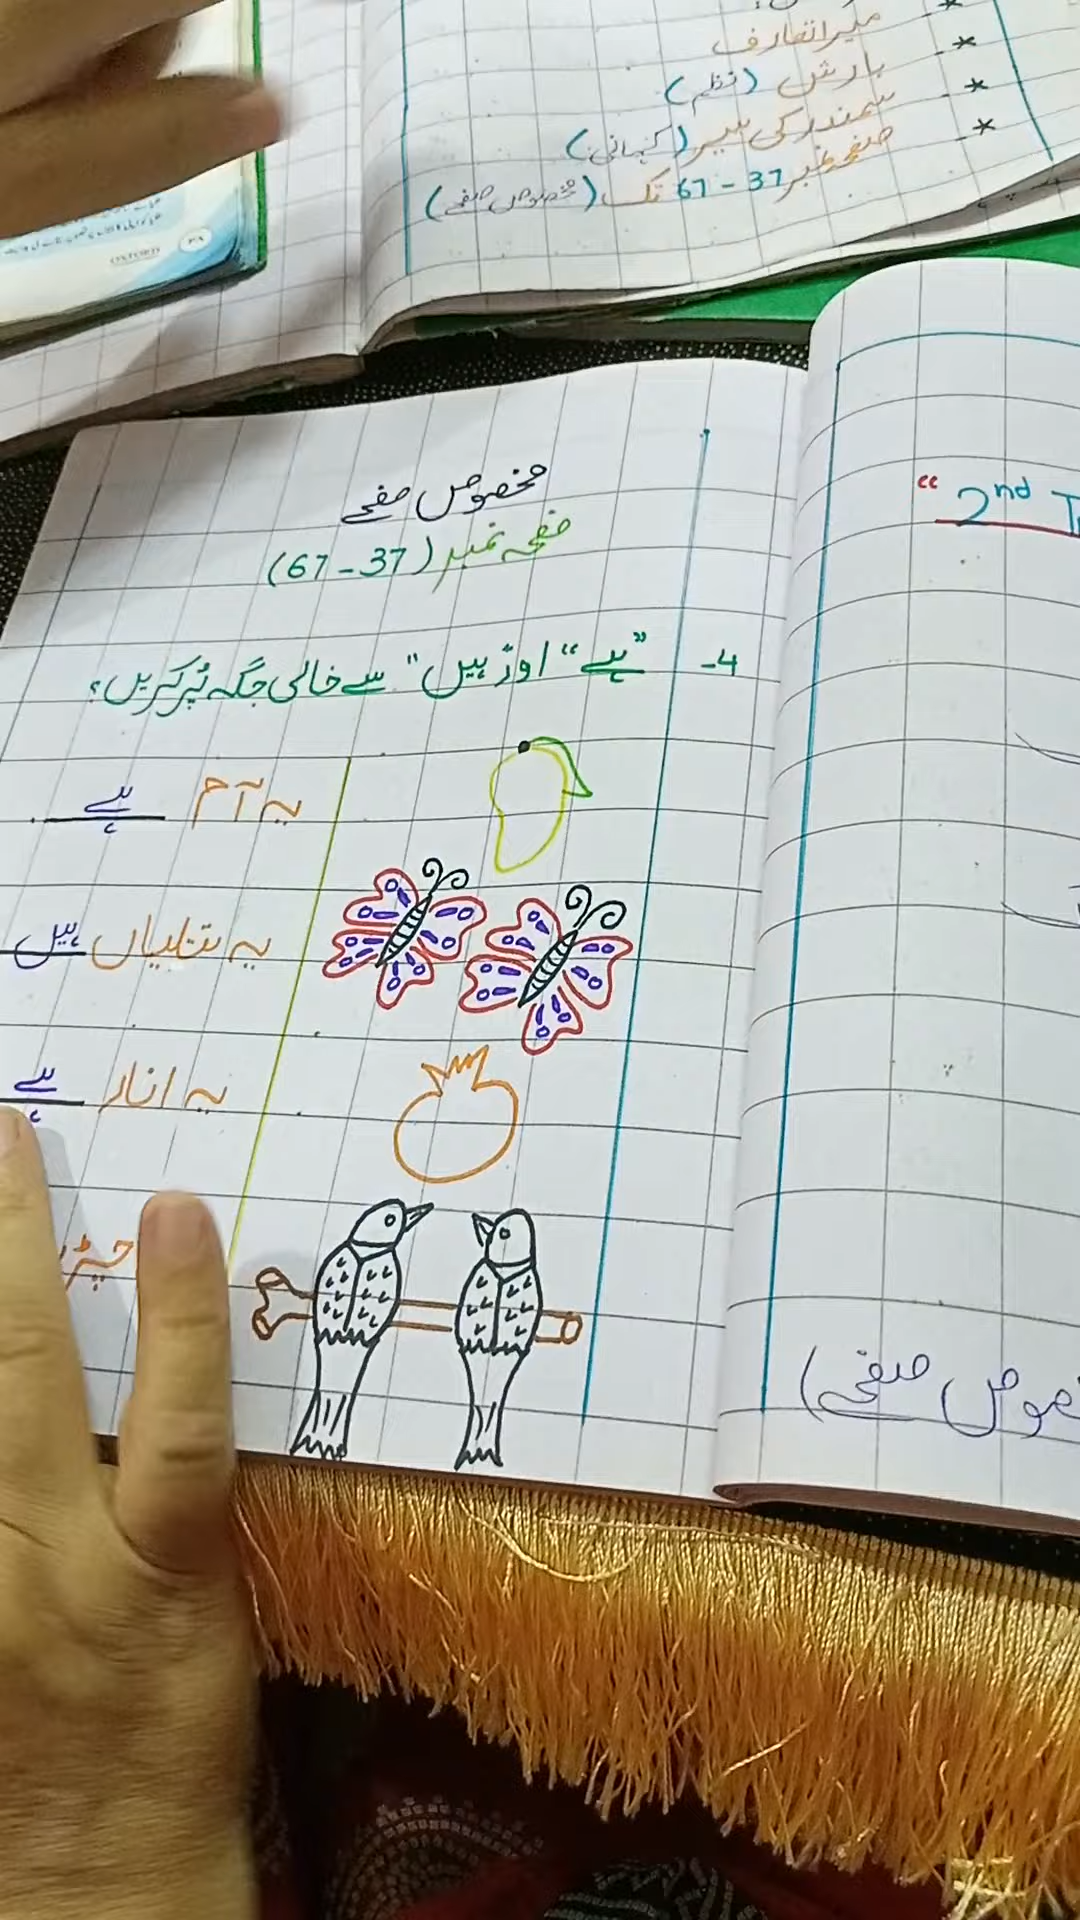 میرا تعارف *
بارش (نظم) *
سمندر کی سیر (کہانی) *
صفحہ نمبر 37 - 67 تک (مخصوص صفحے) *
OXFORD
مخصوص صفحے
صفحہ نمبر (37 - 67)
4- "ہے" اور "ہیں" سے خالی جگہ پُر کریں؟
یہ آم ہے
یہ تتلیاں ہیں
یہ انار ہے
"2nd T
صفحے)